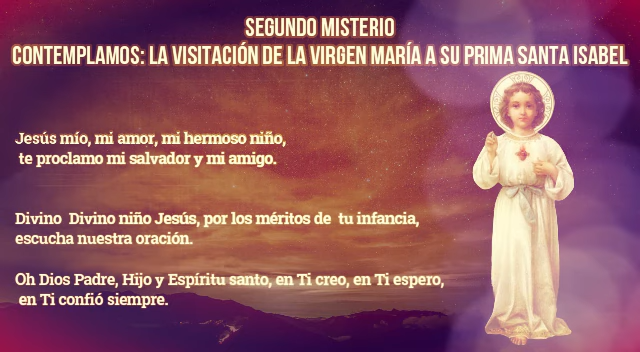 SEGUNDO MISTERIO
CONTEMPLAMOS: LA VISITACIÓN DE LA VIRGEN MARÍA A SU PRIMA SANTA ISABEL
Jesús mío, mi amor, mi hermoso niño,
te proclamo mi salvador y mi amigo.
Divino Divino niño Jesús, por los méritos de tu infancia,
escucha nuestra oración.
Oh Dios Padre, Hijo y Espíritu santo, en Ti creo, en Ti espero,
en Ti confió siempre.